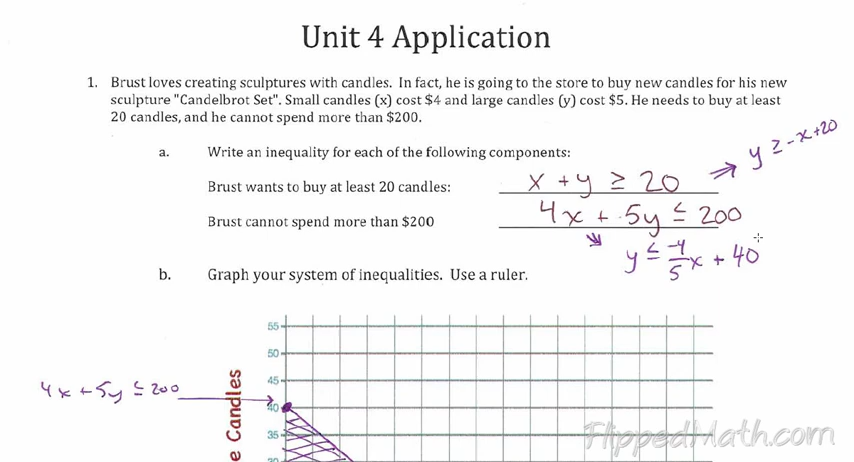 Unit 4 Application
1. Brust loves creating sculptures with candles. In fact, he is going to the store to buy new candles for his new
sculpture "Candelbrot Set". Small candles (x) cost $4 and large candles (y) cost $5. He needs to buy at least
20 candles, and he cannot spend more than $200.
a. Write an inequality for each of the following components:
y ≥ -x+20
Brust wants to buy at least 20 candles: x + y ≥ 20
Brust cannot spend more than $200 4x + 5y ≤ 200
y ≤ -4/5 x + 40
b. Graph your system of inequalities. Use a ruler.
55
50
4x + 5y ≤ 200
45
40
35
30
e Candles
FlippedMath.com